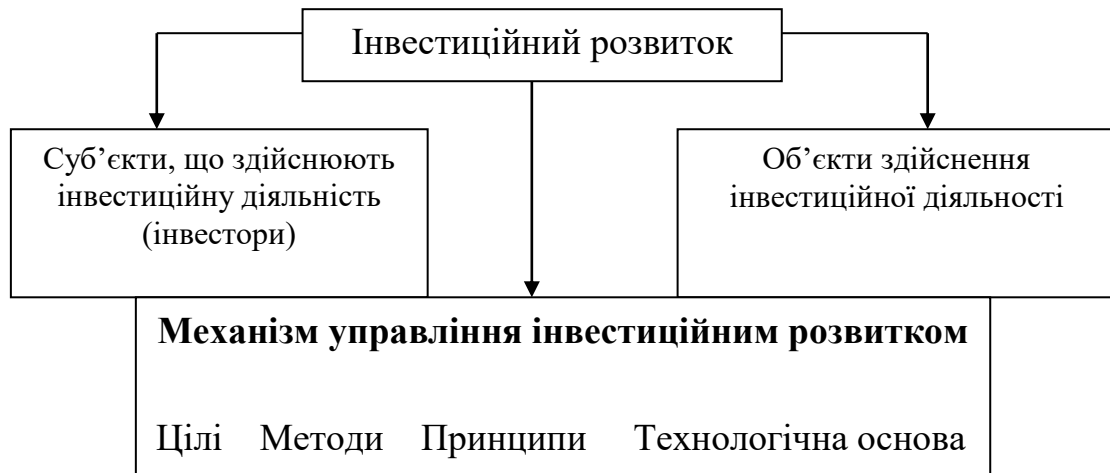 Інвестиційний розвиток
Суб’єкти, що здійснюють
інвестиційну діяльність
(інвестори)
Об’єкти здійснення
інвестиційної діяльності
Механізм управління інвестиційним розвитком
Цілі Методи Принципи Технологічна основа